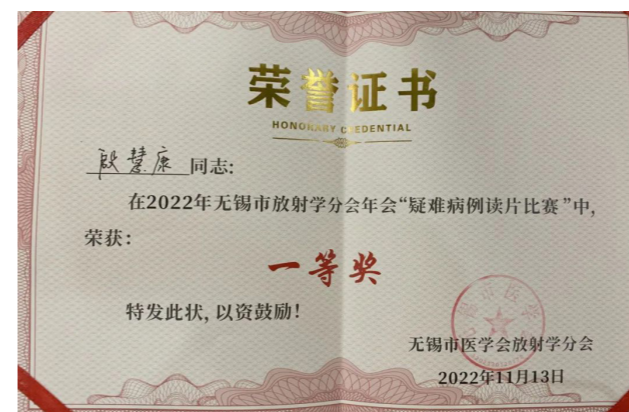 荣誉证书
HONORARY CREDENTIAL
殷慧康 同志:
在2022年无锡市放射学分会年会“疑难病例读片比赛”中,
荣获:
一等奖
特发此状, 以资鼓励!
无锡市医学会放射学分会
2022年11月13日